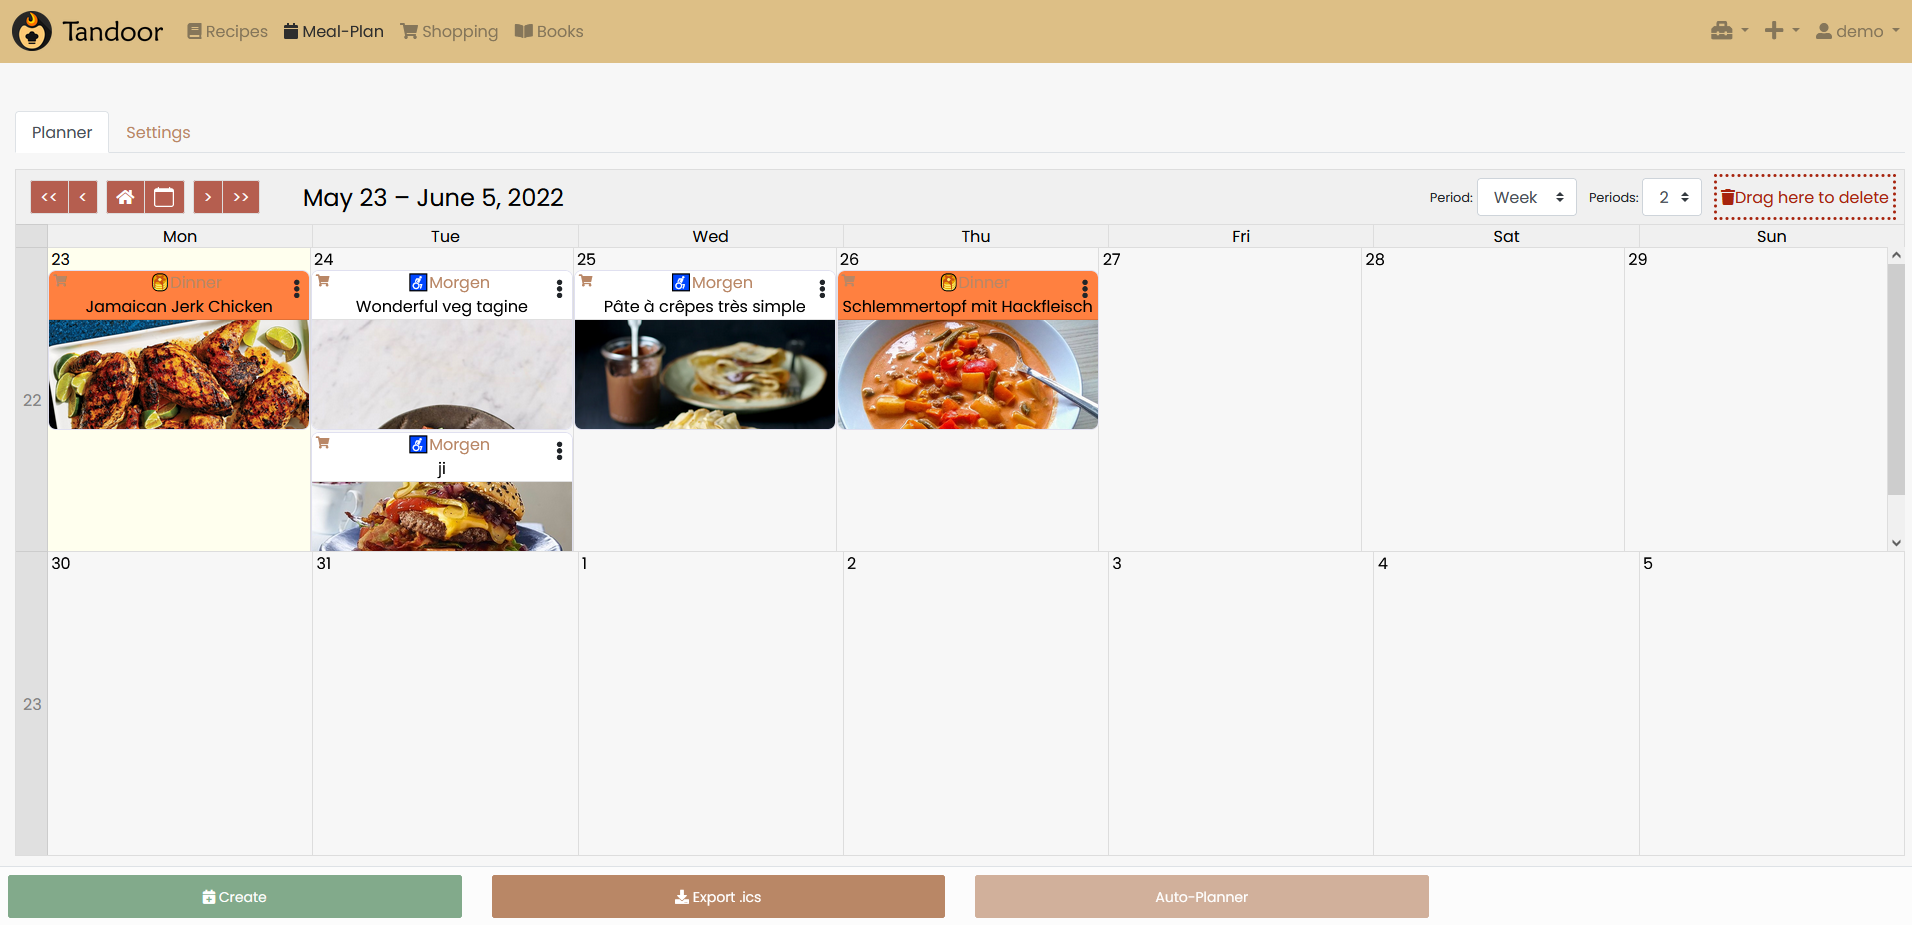 Tandoor Recipes Meal-Plan Shopping Books demo
Planner Settings
<< < > >> May 23 – June 5, 2022 Period: Week Periods: 2 Drag here to delete
Mon Tue Wed Thu Fri Sat Sun
23 24 25 26 27 28 29
Dinner Morgen Morgen Dinner
Jamaican Jerk Chicken Wonderful veg tagine Pâte à crêpes très simple Schlemmertopf mit Hackfleisch
22
Morgen
ji
30 31 1 2 3 4 5
23
Create Export .ics Auto-Planner